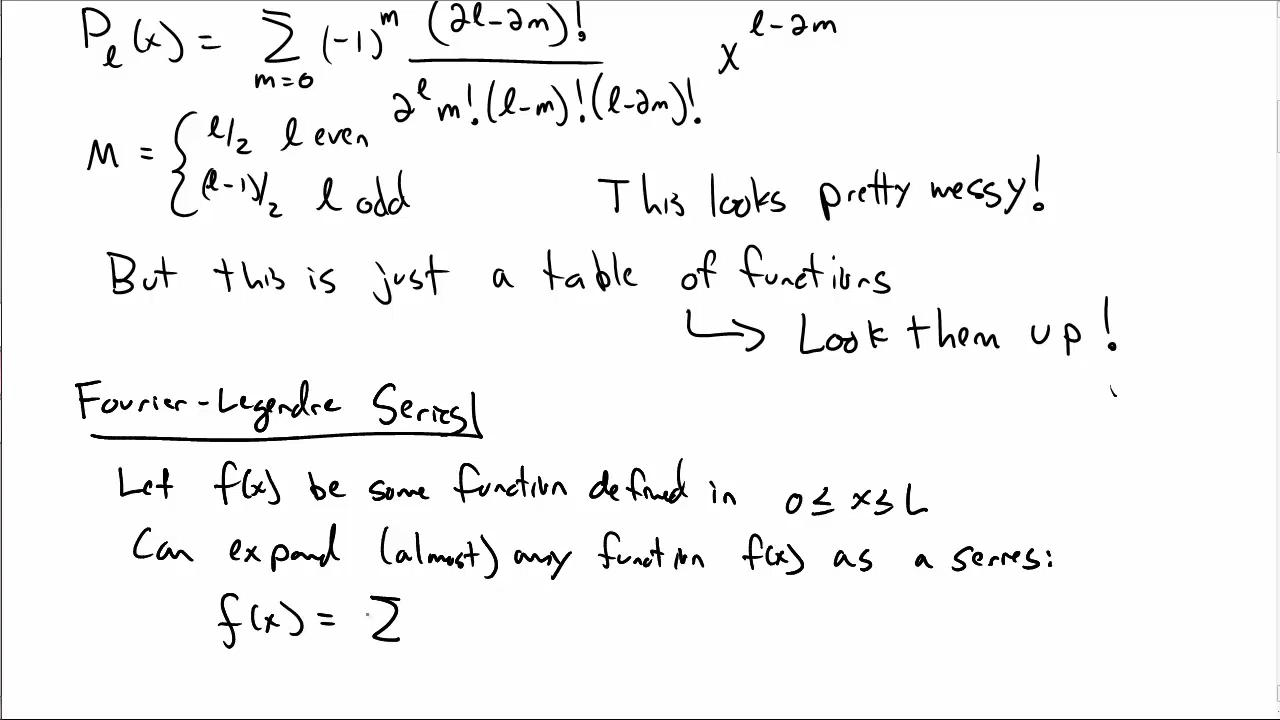 P_l(x) = Σ_{m=0} (-1)^m (2l-2m)! / (2^l m!(l-m)!(l-2m)!) x^{l-2m}
M = { l/2 l even
(l-1)/2 l odd
This looks pretty messy!
But this is just a table of functions
↳ Look them up!
Fourier-Legendre Series
Let f(x) be some function defined in 0 ≤ x ≤ L
Can expand (almost) any function f(x) as a series:
f(x) = Σ